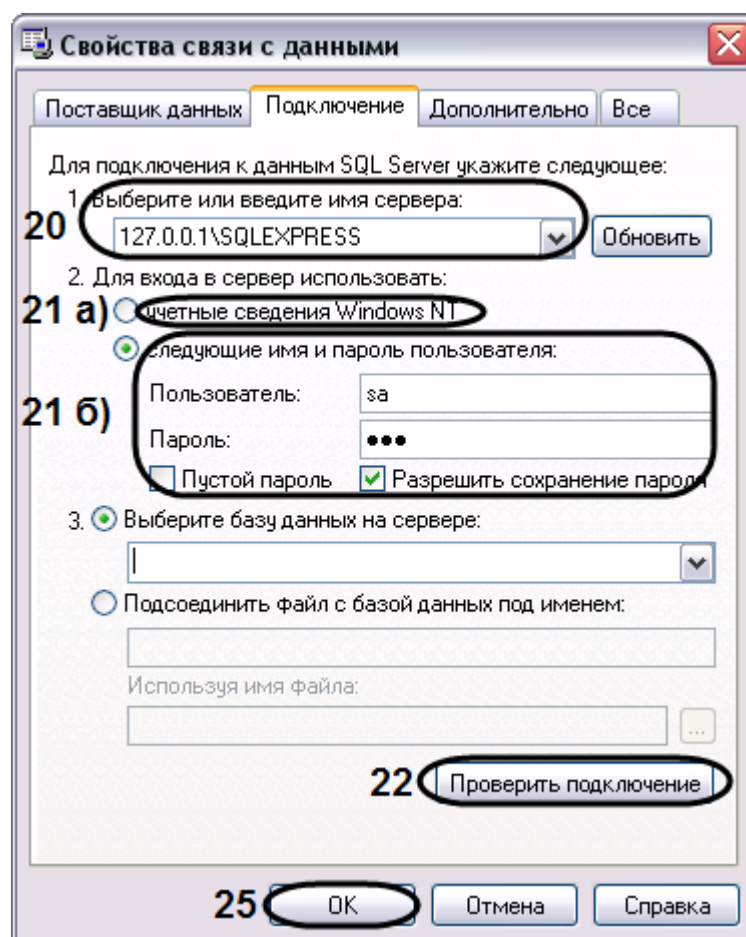 Свойства связи с данными
Поставщик данных Подключение Дополнительно Все
Для подключения к данным SQL Server укажите следующее:
1. Выберите или введите имя сервера:
20 127.0.0.1\SQLEXPRESS Обновить
2. Для входа в сервер использовать:
21 а) учетные сведения Windows NT
следующие имя и пароль пользователя:
21 б) Пользователь: sa
Пароль: ●●●
Пустой пароль Разрешить сохранение пароля
3. Выберите базу данных на сервере:
Подсоединить файл с базой данных под именем:
Используя имя файла:
...
22 Проверить подключение
25 ОК Отмена Справка